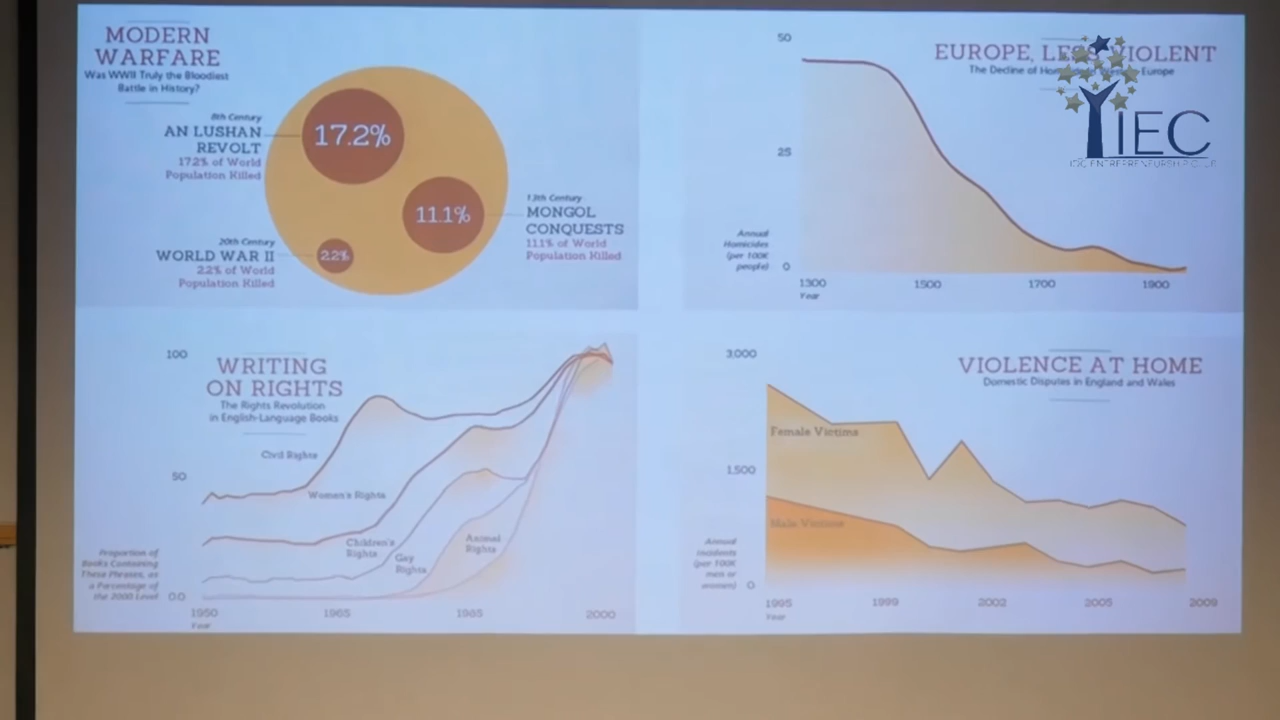 MODERN
WARFARE
Was WWII Truly the Bloodiest
Battle in History?
8th Century
AN LUSHAN
REVOLT
17.2% of World
Population Killed
17.2%
11.1%
13th Century
MONGOL
CONQUESTS
11.1% of World
Population Killed
20th Century
WORLD WAR II
2.2% of World
Population Killed
2.2%
EUROPE, LESS VIOLENT
The Decline of Europe
IEC
ENTREPRENEURSHIP CLUB
50
25
0
Annual
Homicides
(per 100K
people)
1300 1500 1700 1900
Year
WRITING
ON RIGHTS
The Rights Revolution
in English-Language Books
100
50
0.0
Civil Rights
Women's Rights
Children's
Rights
Gay
Rights
Animal
Rights
Proportion of
Books Containing
These Phrases, as
a Percentage of
the 2000 Level
1950 1965 1985 2000
Year
VIOLENCE AT HOME
Domestic Disputes in England and Wales
3,000
1,500
0
Female Victims
Male Victims
Annual
Incidents
(per 100K
men or
women)
1995 1999 2002 2005 2009
Year